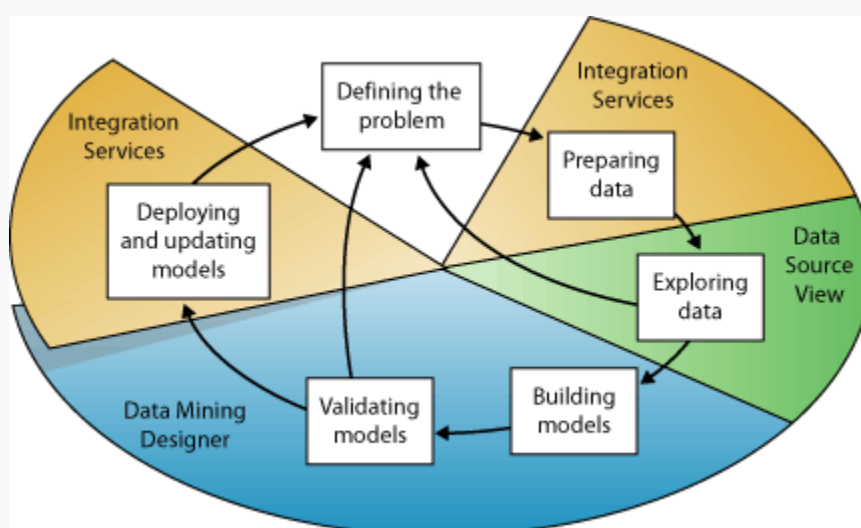 Defining the
problem
Integration
Services
Preparing
data
Data
Source
View
Exploring
data
Building
models
Validating
models
Data Mining
Designer
Deploying
and updating
models
Integration
Services